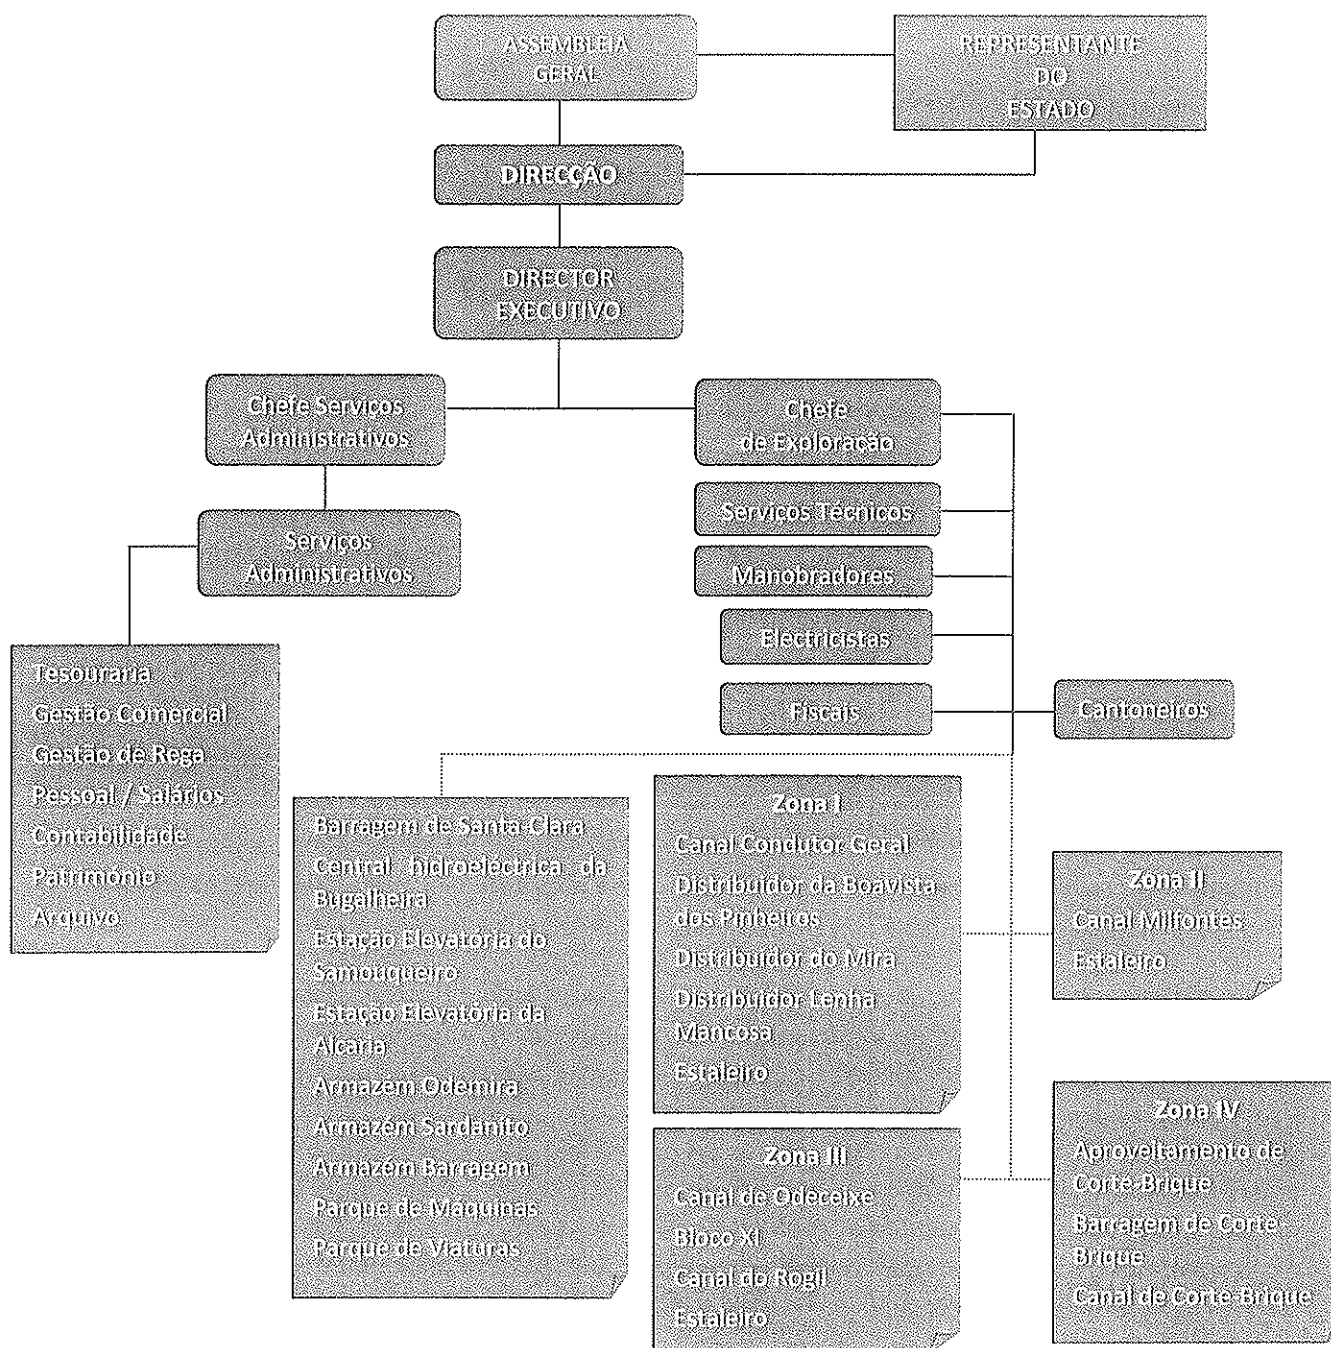 ASSEMBLEIA
GERAL
REPRESENTANTE
DO
ESTADO
DIRECÇÃO
DIRECTOR
EXECUTIVO
Chefe Serviços
Administrativos
Chefe
de Exploração
Serviços
Administrativos
Serviços Técnicos
Manobradores
Electricistas
Fiscais
Cantoneiros
Tesouraria
Gestão Comercial
Gestão de Rega
Pessoal / Salários
Contabilidade
Patrimonio
Arquivo
Barragem de Santa Clara
Central hidroeléctrica da
Bugalheira
Estação Elevatória do
Samouqueiro
Estação Elevatória da
Alcaria
Armazém Odemira
Armazém Sardanito
Armazém Barragem
Parque de Máquinas
Parque de Viaturas
Zona I
Canal Condutor Geral
Distribuidor da Boavista
dos Pinheiros
Distribuidor do Mira
Distribuidor Lenha
Mancosa
Estaleiro
Zona II
Canal Milfontes
Estaleiro
Zona III
Canal de Odeceixe
Bloco XI
Canal do Rogil
Estaleiro
Zona IV
Aproveitamento de
Corte-Brique
Barragem de Corte
Brique
Canal de Corte-Brique